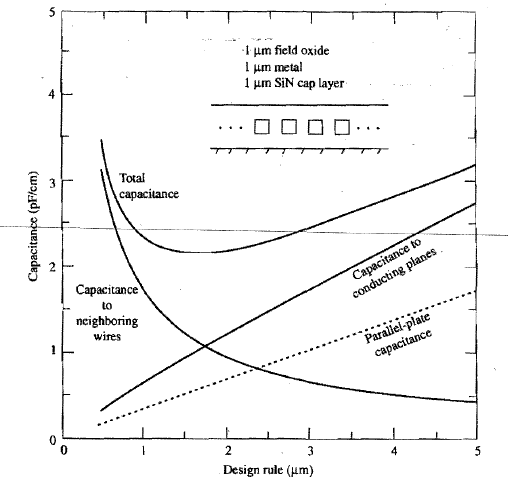 5
4
3
2
1
0
Capacitance (pF/cm)
1 μm field oxide
1 μm metal
1 μm SiN cap layer
Total
capacitance
Capacitance
to
neighboring
wires
Capacitance to
conducting planes
Parallel-plate
capacitance
0
1
2
3
4
5
Design rule (μm)